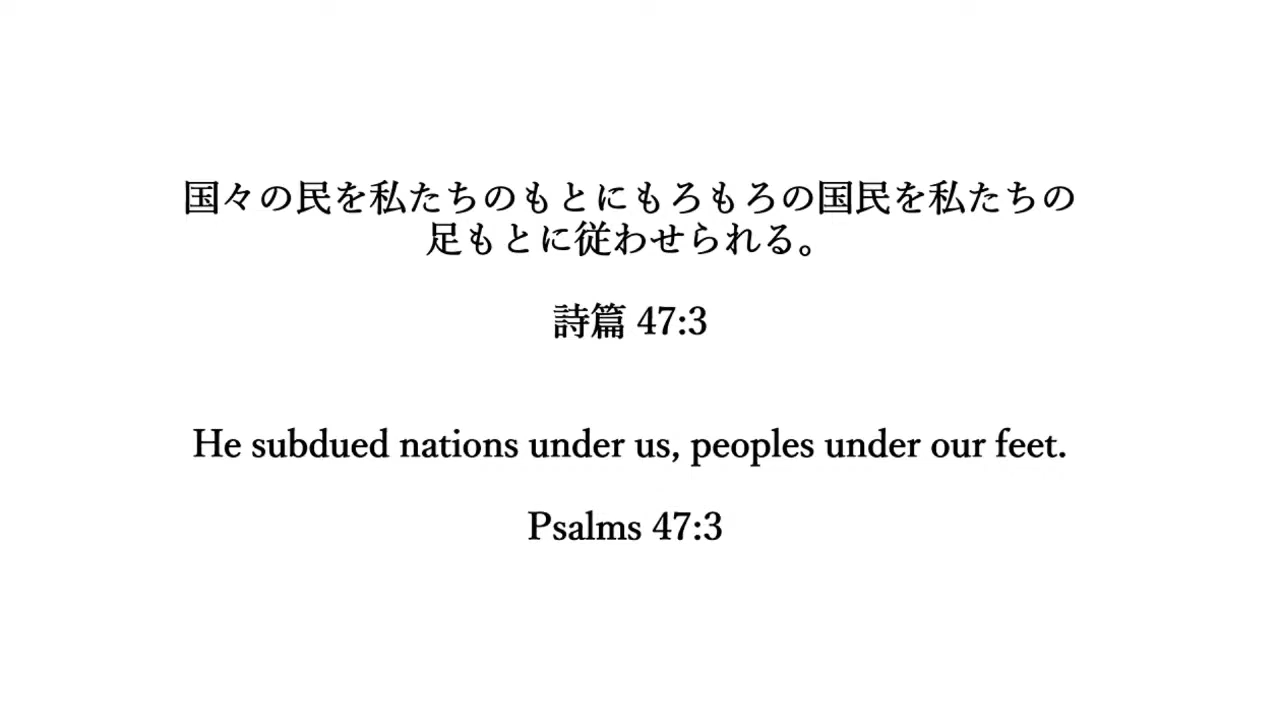 国々の民を私たちのもとにもろもろの国民を私たちの
足もとに従わせられる。
詩篇 47:3
He subdued nations under us, peoples under our feet.
Psalms 47:3